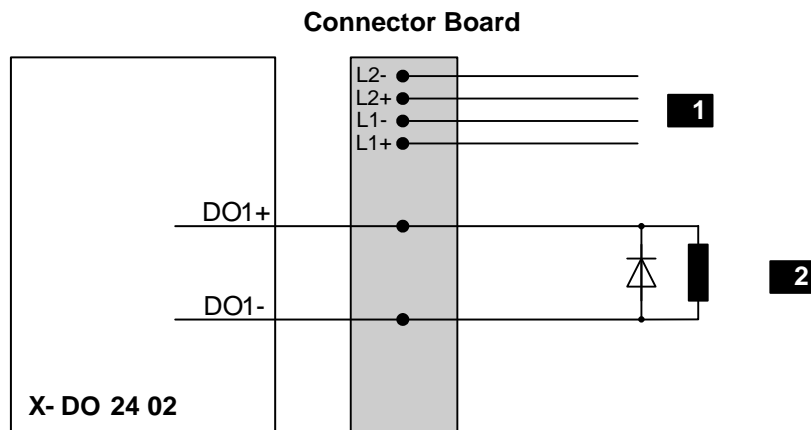 Connector Board
L2-
L2+
L1-
L1+
1
DO1+
2
DO1-
X- DO 24 02